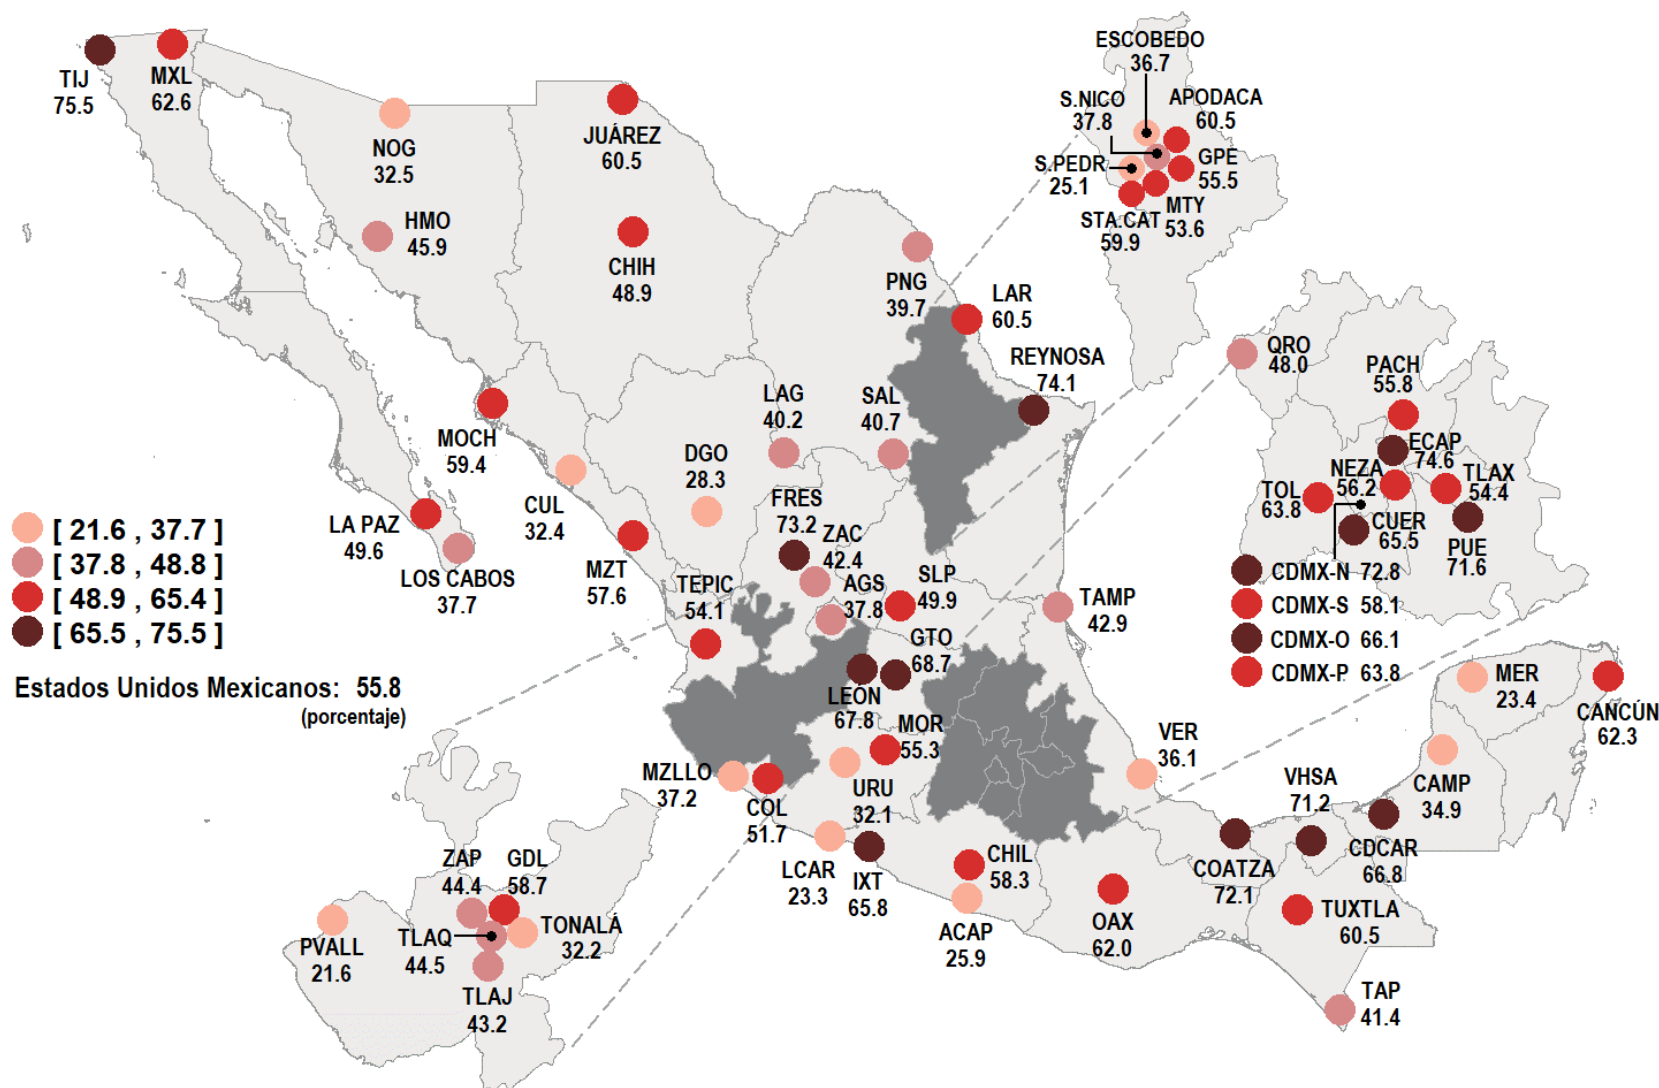 TIJ
75.5
MXL
62.6
NOG
32.5
HMO
45.9
JUÁREZ
60.5
CHIH
48.9
ESCOBEDO
36.7
S.NICO
37.8
APODACA
60.5
S.PEDR
25.1
GPE
55.5
MTY
53.6
STA.CAT
59.9
PNG
39.7
LAR
60.5
REYNOSA
74.1
LAG
40.2
SAL
40.7
MOCH
59.4
DGO
28.3
CUL
32.4
LA PAZ
49.6
LOS CABOS
37.7
MZT
57.6
FRES
73.2
ZAC
42.4
AGS
37.8
SLP
49.9
TEPIC
54.1
GTO
68.7
LEÓN
67.8
TAMP
42.9
QRO
48.0
PACH
55.8
ECAP
74.6
NEZA
56.2
TLAX
54.4
TOL
63.8
CUER
65.5
PUE
71.6
CDMX-N 72.8
CDMX-S 58.1
CDMX-O 66.1
CDMX-P 63.8
[ 21.6 , 37.7 ]
[ 37.8 , 48.8 ]
[ 48.9 , 65.4 ]
[ 65.5 , 75.5 ]
Estados Unidos Mexicanos: 55.8
(porcentaje)
MOR
55.3
MZLLO
37.2
COL
51.7
URU
32.1
LCAR
23.3
IXT
65.8
CHIL
58.3
ACAP
25.9
OAX
62.0
VER
36.1
COATZA
72.1
VHSA
71.2
CDCAR
66.8
CAMP
34.9
MER
23.4
CANCÚN
62.3
TUXTLA
60.5
TAP
41.4
ZAP
44.4
GDL
58.7
TONALÁ
32.2
TLAQ
44.5
TLAJ
43.2
PVALL
21.6